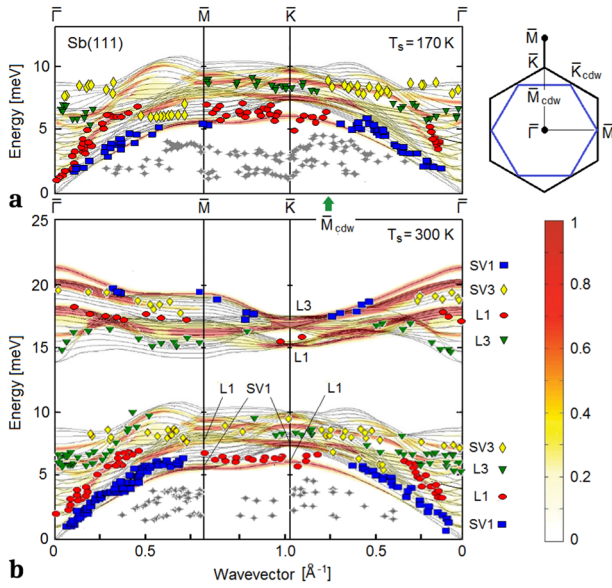 Γ̅ M̅ K̅ Γ̅
Sb(111) Tₛ = 170 K
10
5
0
Energy [meV]
a
Γ̅ M̅ K̅ Γ̅
M̅cdw
M̅
K̅
K̅cdw
M̅cdw
Γ̅
M̅
25
20
15
10
5
0
Energy [meV]
Tₛ = 300 K
L3
L1
L1 SV1 L1
SV1
SV3
L1
L3
SV3
L3
L1
SV1
1
0.8
0.6
0.4
0.2
0
b
0 0.5 1.0 0.5 0
Wavevector [Å⁻¹]